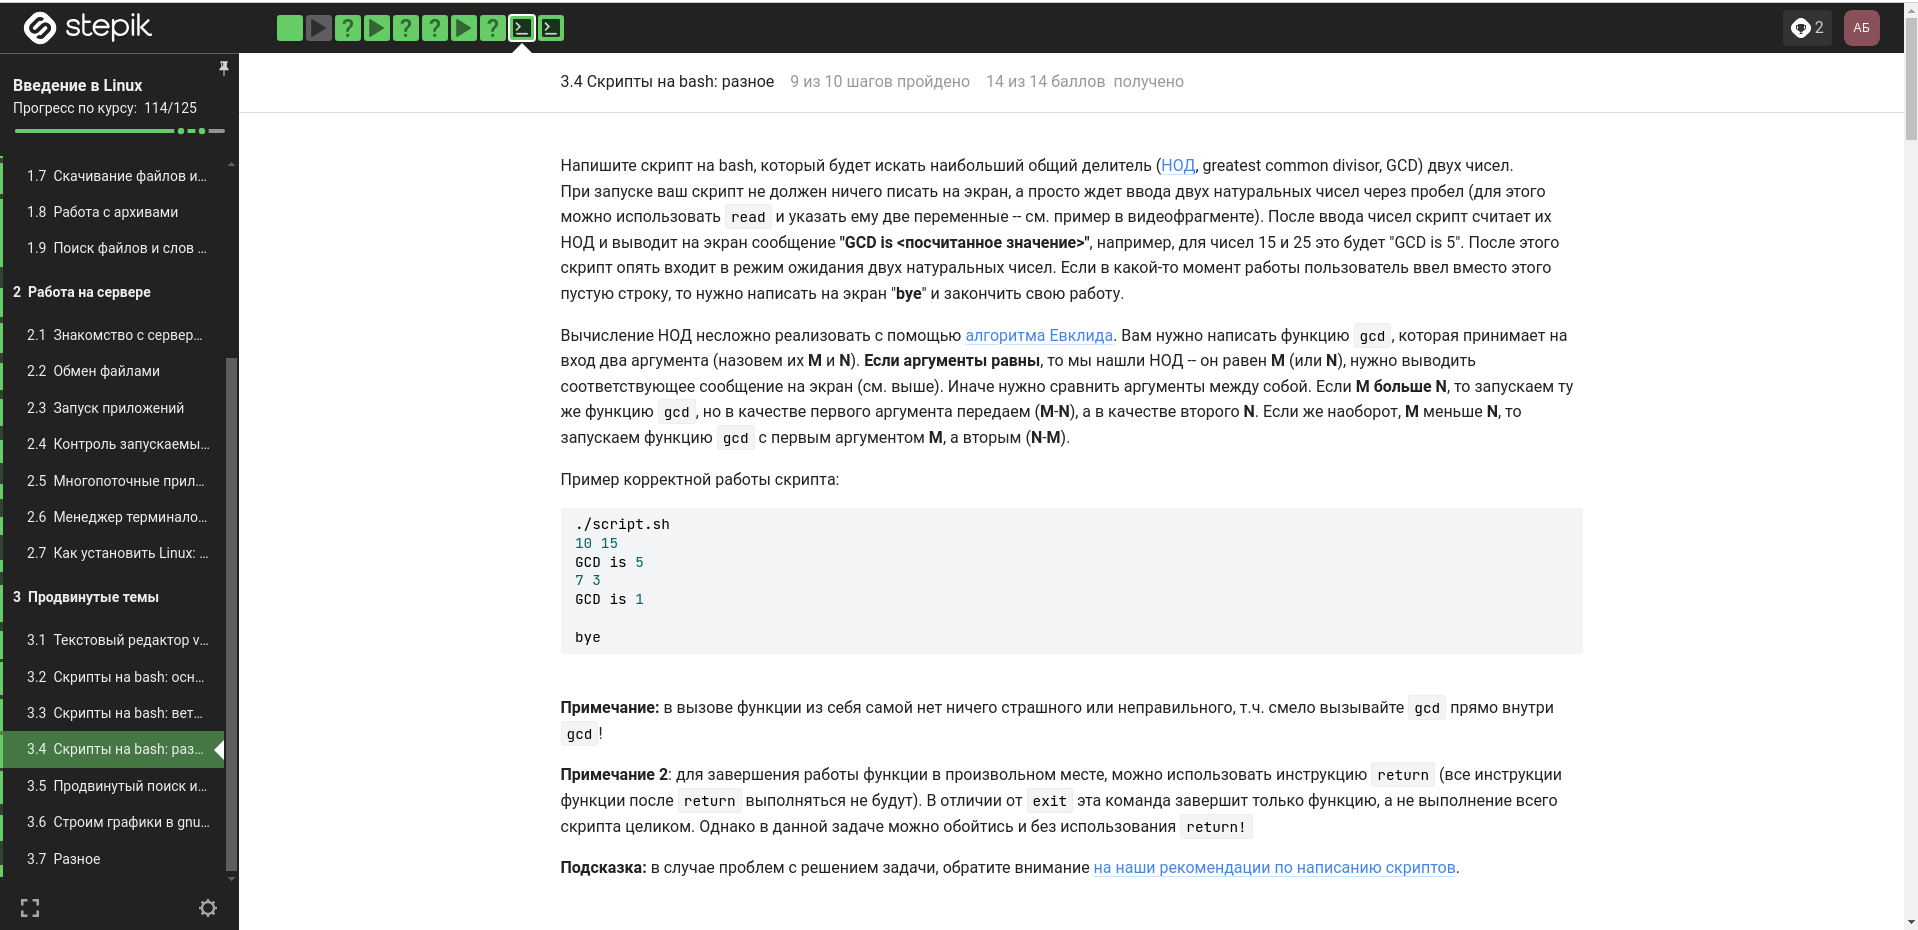 stepik
2
АБ
Введение в Linux
Прогресс по курсу: 114/125
1.7 Скачивание файлов и...
1.8 Работа с архивами
1.9 Поиск файлов и слов ...
2 Работа на сервере
2.1 Знакомство с сервер...
2.2 Обмен файлами
2.3 Запуск приложений
2.4 Контроль запускаемы...
2.5 Многопоточные прил...
2.6 Менеджер терминало...
2.7 Как установить Linux: ...
3 Продвинутые темы
3.1 Текстовый редактор v...
3.2 Скрипты на bash: осн...
3.3 Скрипты на bash: вет...
3.4 Скрипты на bash: раз...
3.5 Продвинутый поиск и...
3.6 Строим графики в gnu...
3.7 Разное
3.4 Скрипты на bash: разное 9 из 10 шагов пройдено 14 из 14 баллов получено
Напишите скрипт на bash, который будет искать наибольший общий делитель (НОД, greatest common divisor, GCD) двух чисел.
При запуске ваш скрипт не должен ничего писать на экран, а просто ждет ввода двух натуральных чисел через пробел (для этого
можно использовать read и указать ему две переменные -- см. пример в видеофрагменте). После ввода чисел скрипт считает их
НОД и выводит на экран сообщение "GCD is <посчитанное значение>", например, для чисел 15 и 25 это будет "GCD is 5". После этого
скрипт опять входит в режим ожидания двух натуральных чисел. Если в какой-то момент работы пользователь ввел вместо этого
пустую строку, то нужно написать на экран "bye" и закончить свою работу.
Вычисление НОД несложно реализовать с помощью алгоритма Евклида. Вам нужно написать функцию gcd, которая принимает на
вход два аргумента (назовем их M и N). Если аргументы равны, то мы нашли НОД -- он равен M (или N), нужно выводить
соответствующее сообщение на экран (см. выше). Иначе нужно сравнить аргументы между собой. Если M больше N, то запускаем ту
же функцию gcd, но в качестве первого аргумента передаем (M-N), а в качестве второго N. Если же наоборот, M меньше N, то
запускаем функцию gcd с первым аргументом M, а вторым (N-M).
Пример корректной работы скрипта:
./script.sh
10 15
GCD is 5
7 3
GCD is 1
bye
Примечание: в вызове функции из себя самой нет ничего страшного или неправильного, т.ч. смело вызывайте gcd прямо внутри
gcd!
Примечание 2: для завершения работы функции в произвольном месте, можно использовать инструкцию return (все инструкции
функции после return выполняться не будут). В отличии от exit эта команда завершит только функцию, а не выполнение всего
скрипта целиком. Однако в данной задаче можно обойтись и без использования return!
Подсказка: в случае проблем с решением задачи, обратите внимание на наши рекомендации по написанию скриптов.